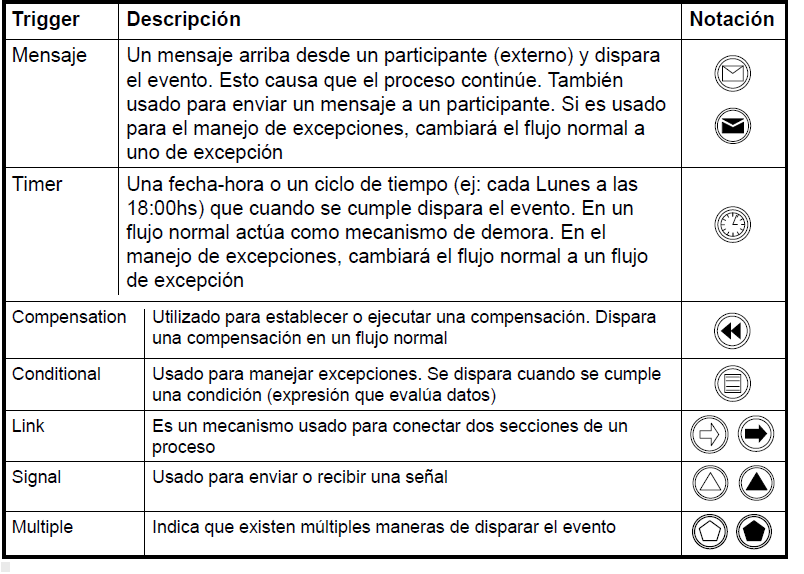 Trigger Descripción Notación
Mensaje Un mensaje arriba desde un participante (externo) y dispara
el evento. Esto causa que el proceso continúe. También
usado para enviar un mensaje a un participante. Si es usado
para el manejo de excepciones, cambiará el flujo normal a
uno de excepción
Timer Una fecha-hora o un ciclo de tiempo (ej: cada Lunes a las
18:00hs) que cuando se cumple dispara el evento. En un
flujo normal actúa como mecanismo de demora. En el
manejo de excepciones, cambiará el flujo normal a un flujo
de excepción
Compensation Utilizado para establecer o ejecutar una compensación. Dispara
una compensación en un flujo normal
Conditional Usado para manejar excepciones. Se dispara cuando se cumple
una condición (expresión que evalúa datos)
Link Es un mecanismo usado para conectar dos secciones de un
proceso
Signal Usado para enviar o recibir una señal
Multiple Indica que existen múltiples maneras de disparar el evento